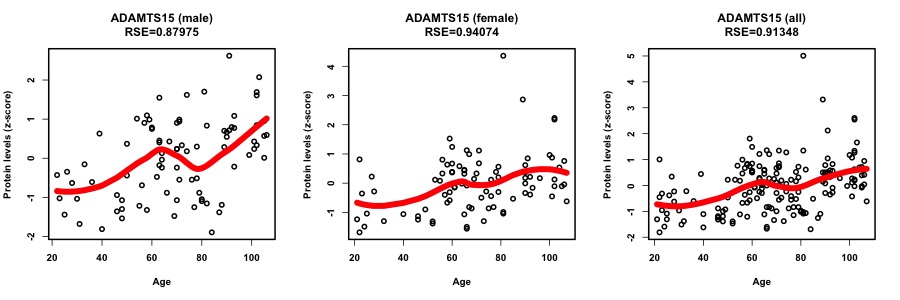 ADAMTS15 (male)
RSE=0.87975
Protein levels (z-score)
2
1
0
-1
-2
20 40 60 80 100
Age
ADAMTS15 (female)
RSE=0.94074
Protein levels (z-score)
4
3
2
1
0
-1
20 40 60 80 100
Age
ADAMTS15 (all)
RSE=0.91348
Protein levels (z-score)
5
4
3
2
1
0
-1
-2
20 40 60 80 100
Age